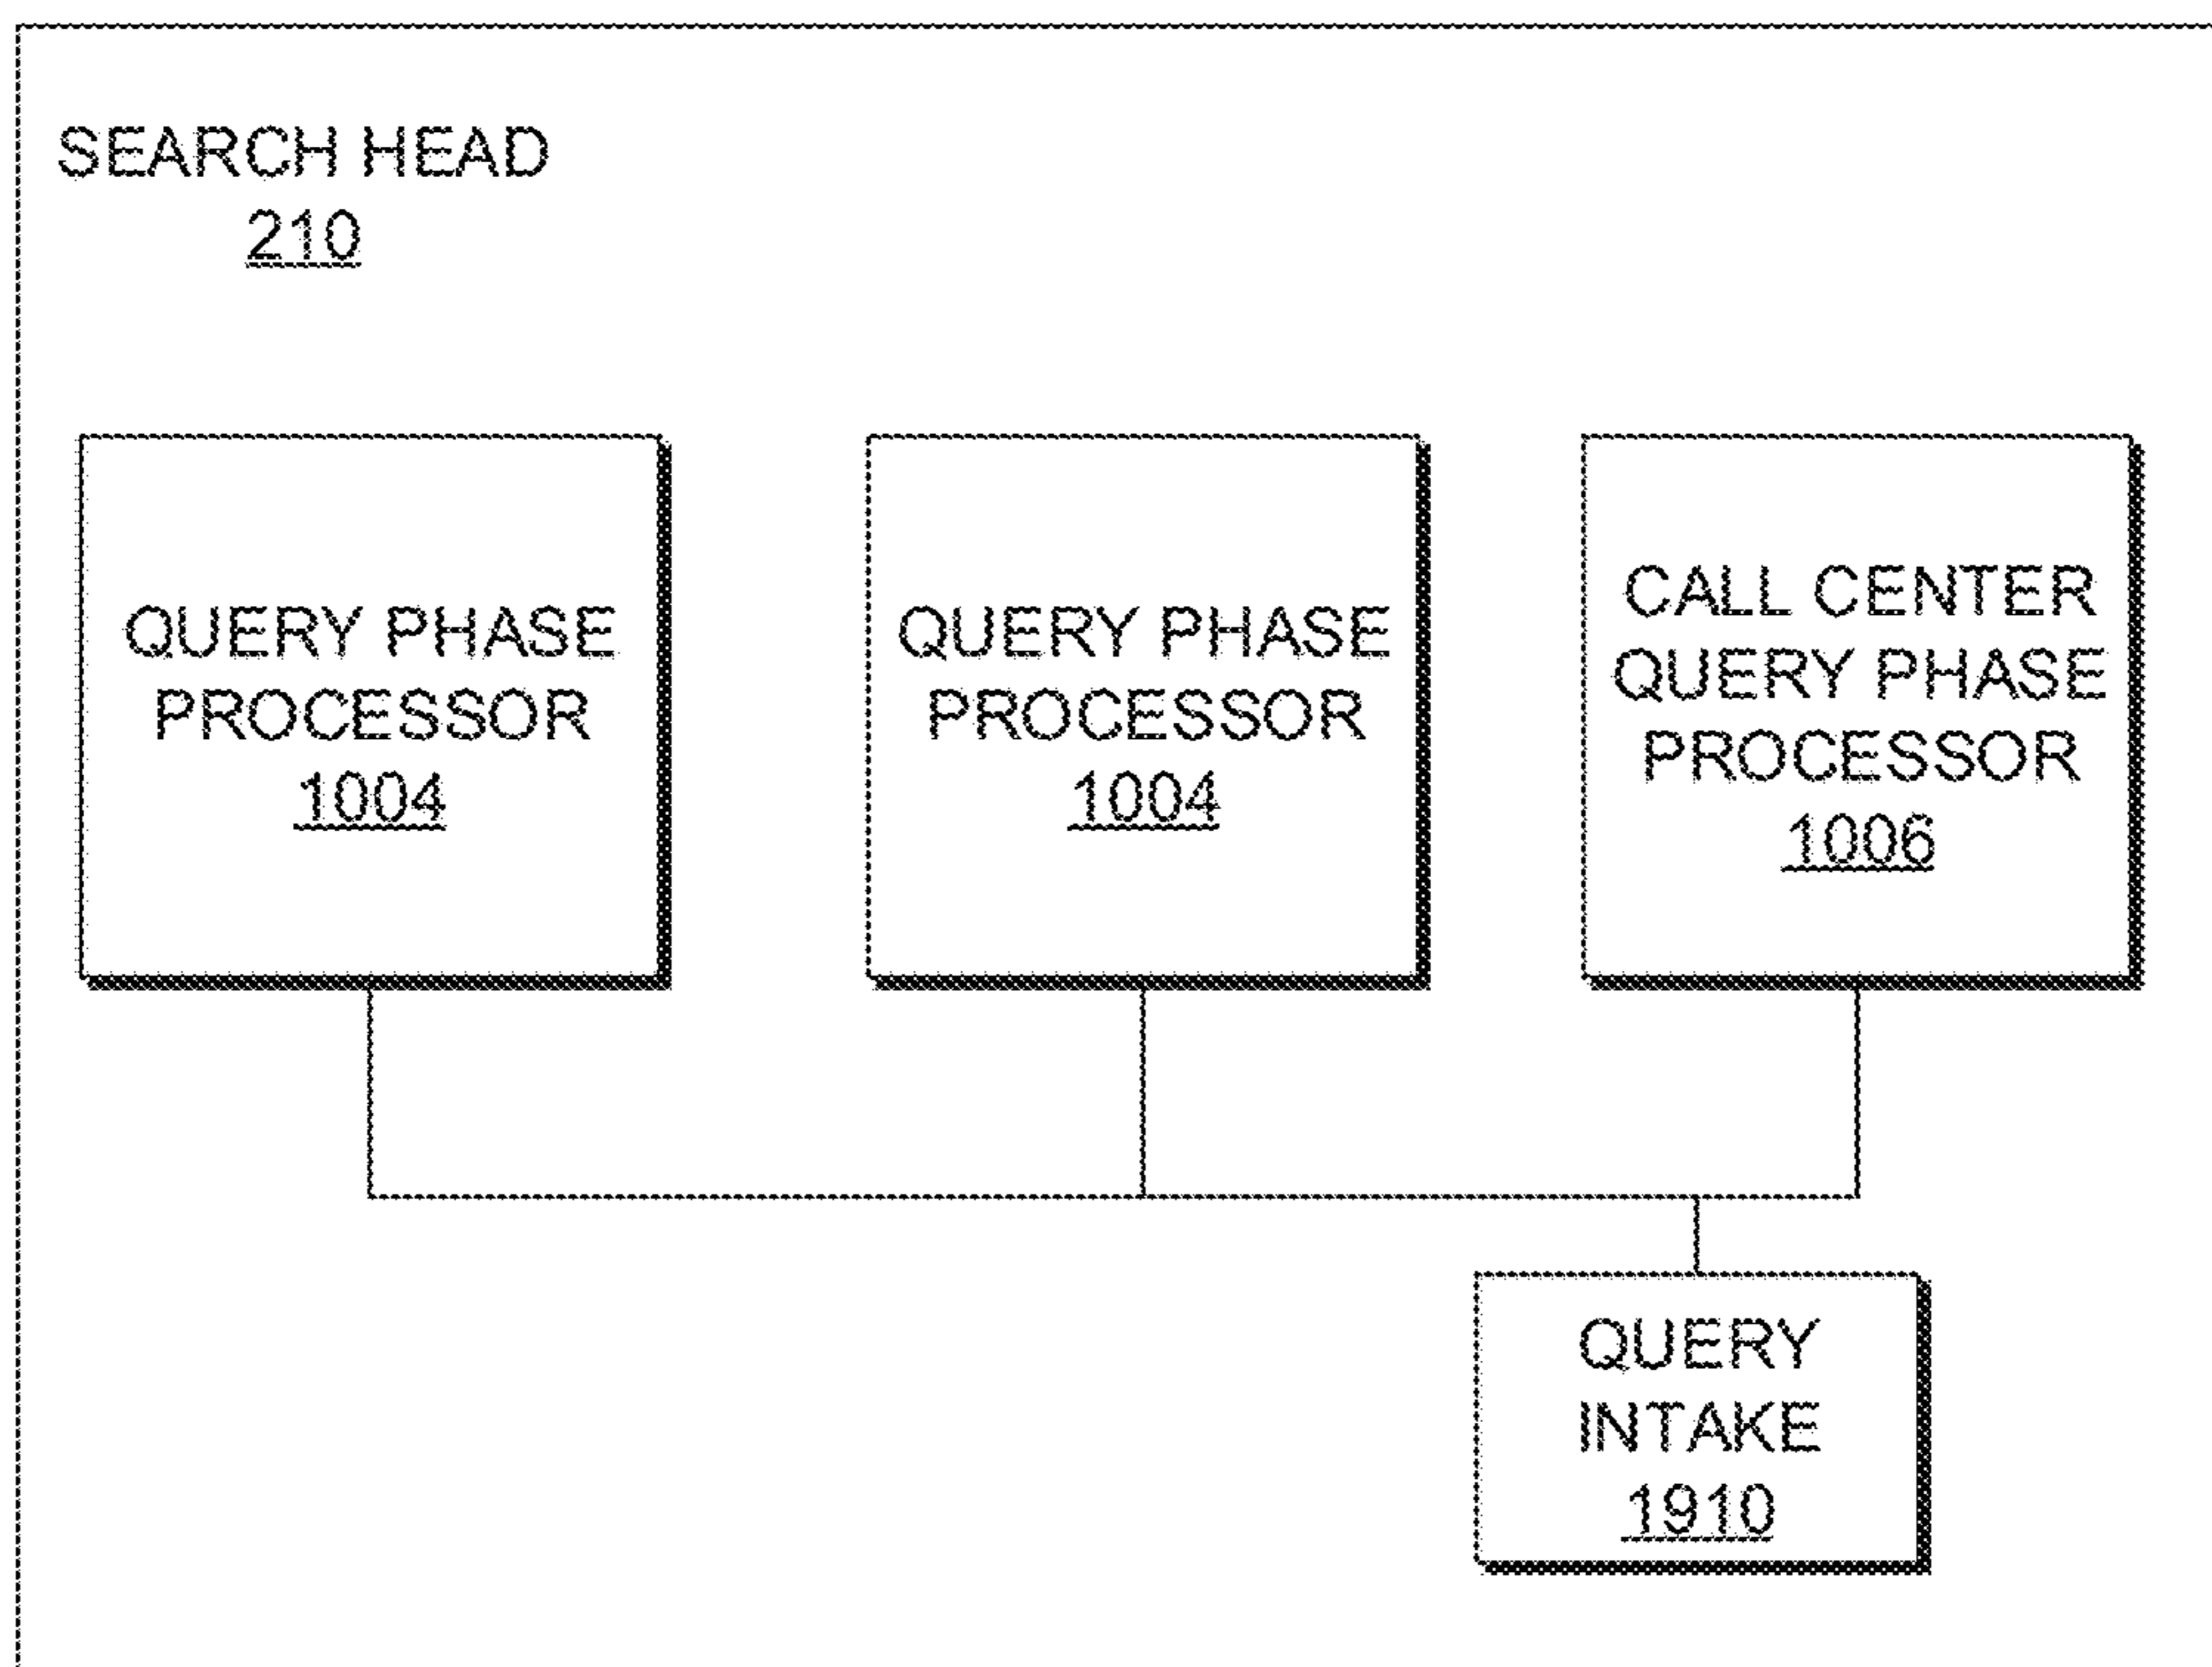 SEARCH HEAD
210
QUERY PHASE
PROCESSOR
1004
QUERY PHASE
PROCESSOR
1004
CALL CENTER
QUERY PHASE
PROCESSOR
1006
QUERY
INTAKE
1910